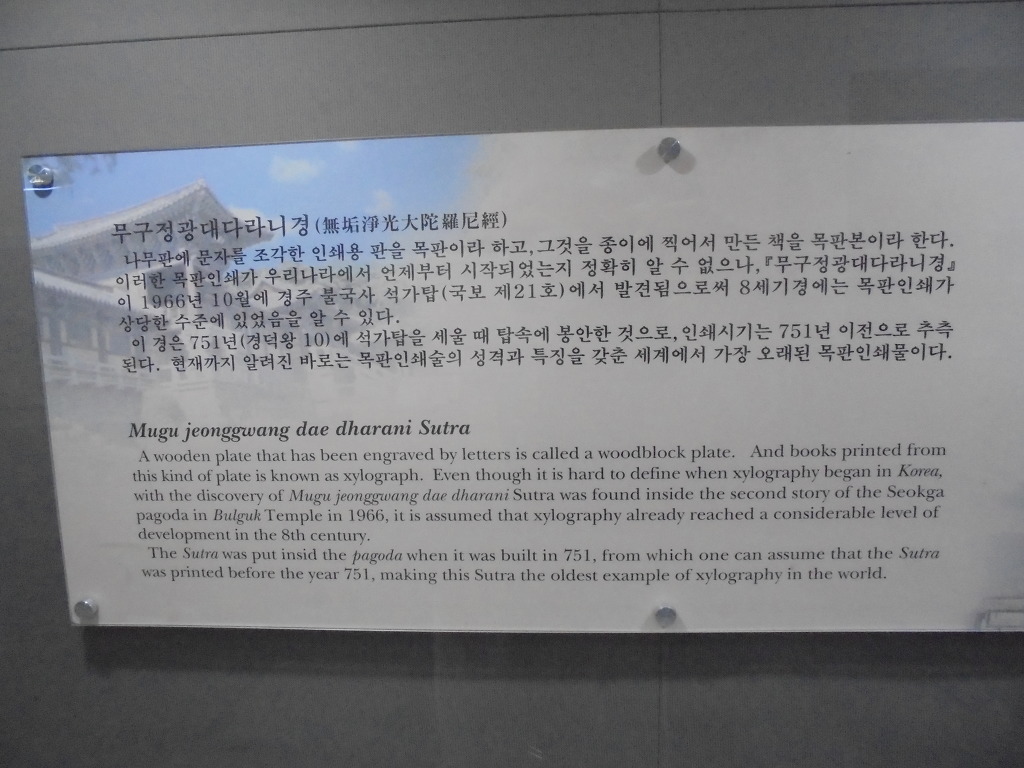 무구정광대다라니경(無垢淨光大陀羅尼經)
나무판에 문자를 조각한 인쇄용 판을 목판이라 하고, 그것을 종이에 찍어서 만든 책을 목판본이라 한다.
이러한 목판인쇄가 우리나라에서 언제부터 시작되었는지 정확히 알 수 없으나, 『무구정광대다라니경』
이 1966년 10월에 경주 불국사 석가탑(국보 제21호)에서 발견됨으로써 8세기경에는 목판인쇄가
상당한 수준에 있었음을 알 수 있다.
이 경은 751년(경덕왕 10)에 석가탑을 세울 때 탑속에 봉안한 것으로, 인쇄시기는 751년 이전으로 추측
된다. 현재까지 알려진 바로는 목판인쇄술의 성격과 특징을 갖춘 세계에서 가장 오래된 목판인쇄물이다.
Mugu jeonggwang dae dharani Sutra
A wooden plate that has been engraved by letters is called a woodblock plate. And books printed from
this kind of plate is known as xylograph. Even though it is hard to define when xylography began in Korea,
with the discovery of Mugu jeonggwang dae dharani Sutra was found inside the second story of the Seokga
pagoda in Bulguk Temple in 1966, it is assumed that xylography already reached a considerable level of
development in the 8th century.
The Sutra was put insid the pagoda when it was built in 751, from which one can assume that the Sutra
was printed before the year 751, making this Sutra the oldest example of xylography in the world.